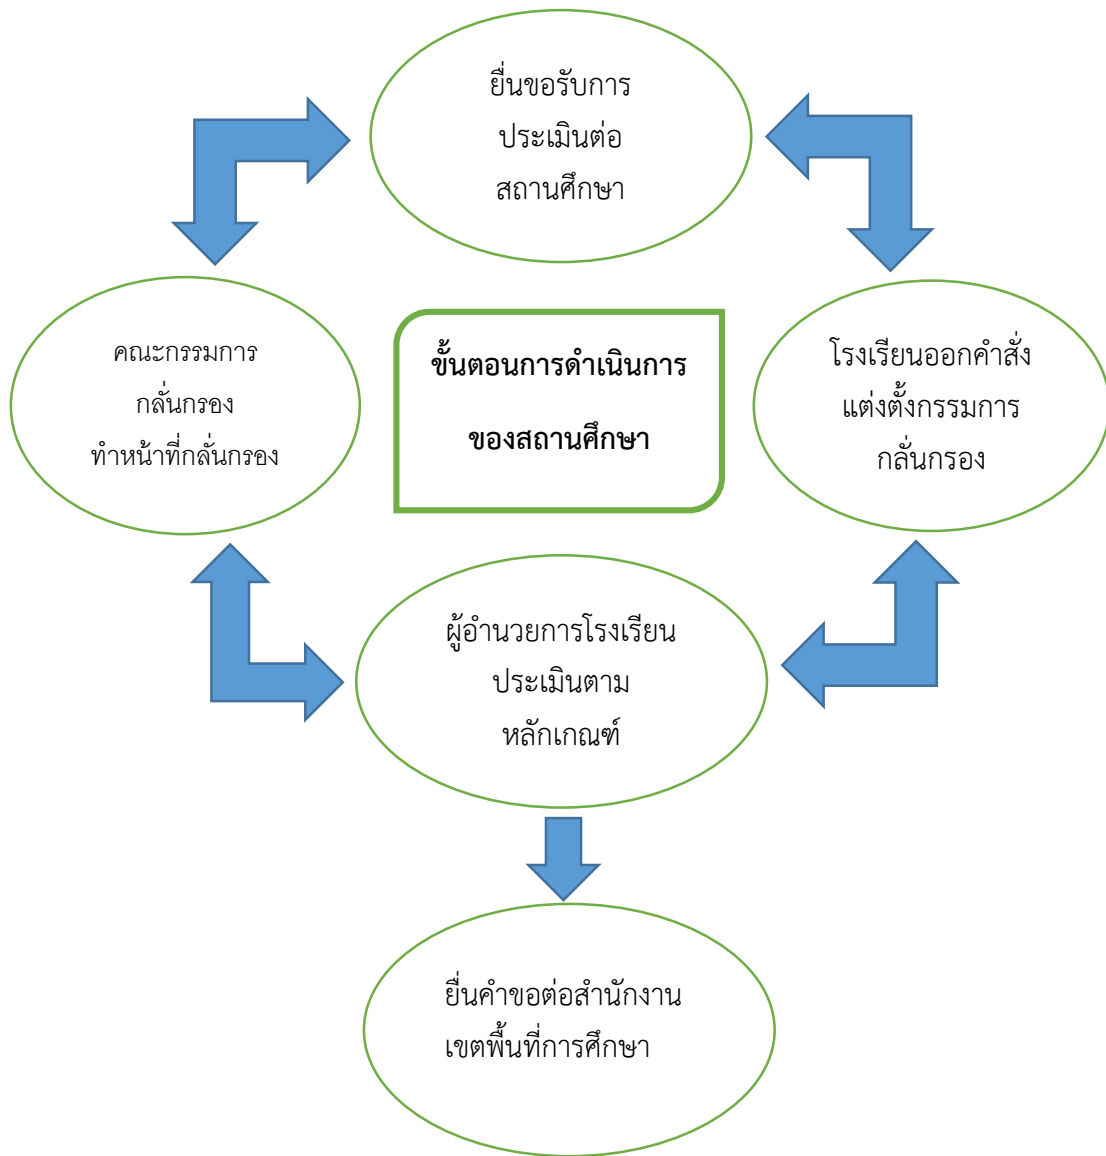 ยื่นขอรับการ
ประเมินต่อ
สถานศึกษา
คณะกรรมการ
กลั่นกรอง
ทำหน้าที่กลั่นกรอง
ขั้นตอนการดำเนินการ
ของสถานศึกษา
โรงเรียนออกคำสั่ง
แต่งตั้งกรรมการ
กลั่นกรอง
ผู้อำนวยการโรงเรียน
ประเมินตาม
หลักเกณฑ์
ยื่นคำขอต่อสำนักงาน
เขตพื้นที่การศึกษา